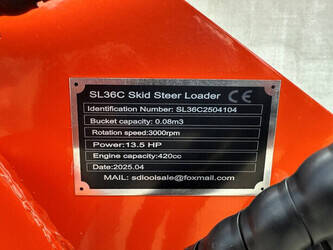 SL36C Skid Steer Loader CE
Identification Number: SL36C2504104
Bucket capacity: 0.08m3
Rotation speed:3000rpm
Power:13.5 HP
Engine capacity:420cc
Date:2025.04
MAIL: sdioolsale@foxmail.com